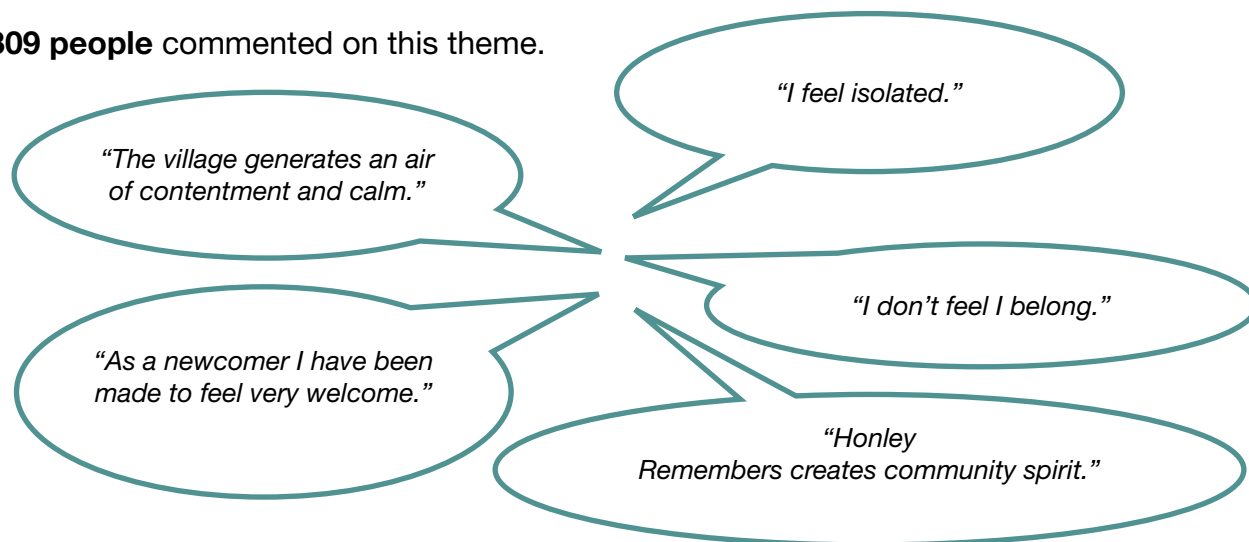 309 people commented on this theme.
“I feel isolated.”
“The village generates an air
of contentment and calm.”
“I don’t feel I belong.”
“As a newcomer I have been
made to feel very welcome.”
“Honley
Remembers creates community spirit.”